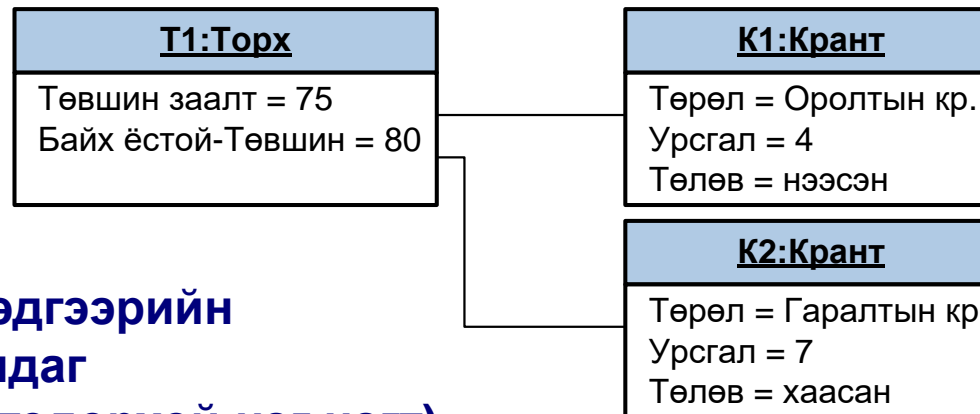 Т1:Торх
Төвшин заалт = 75
Байх ёстой-Төвшин = 80
К1:Крант
Төрөл = Оролтын кр.
Урсгал = 4
Төлөв = нээсэн
К2:Крант
Төрөл = Гаралтын кр
Урсгал = 7
Төлөв = хаасан
эдгээрийн